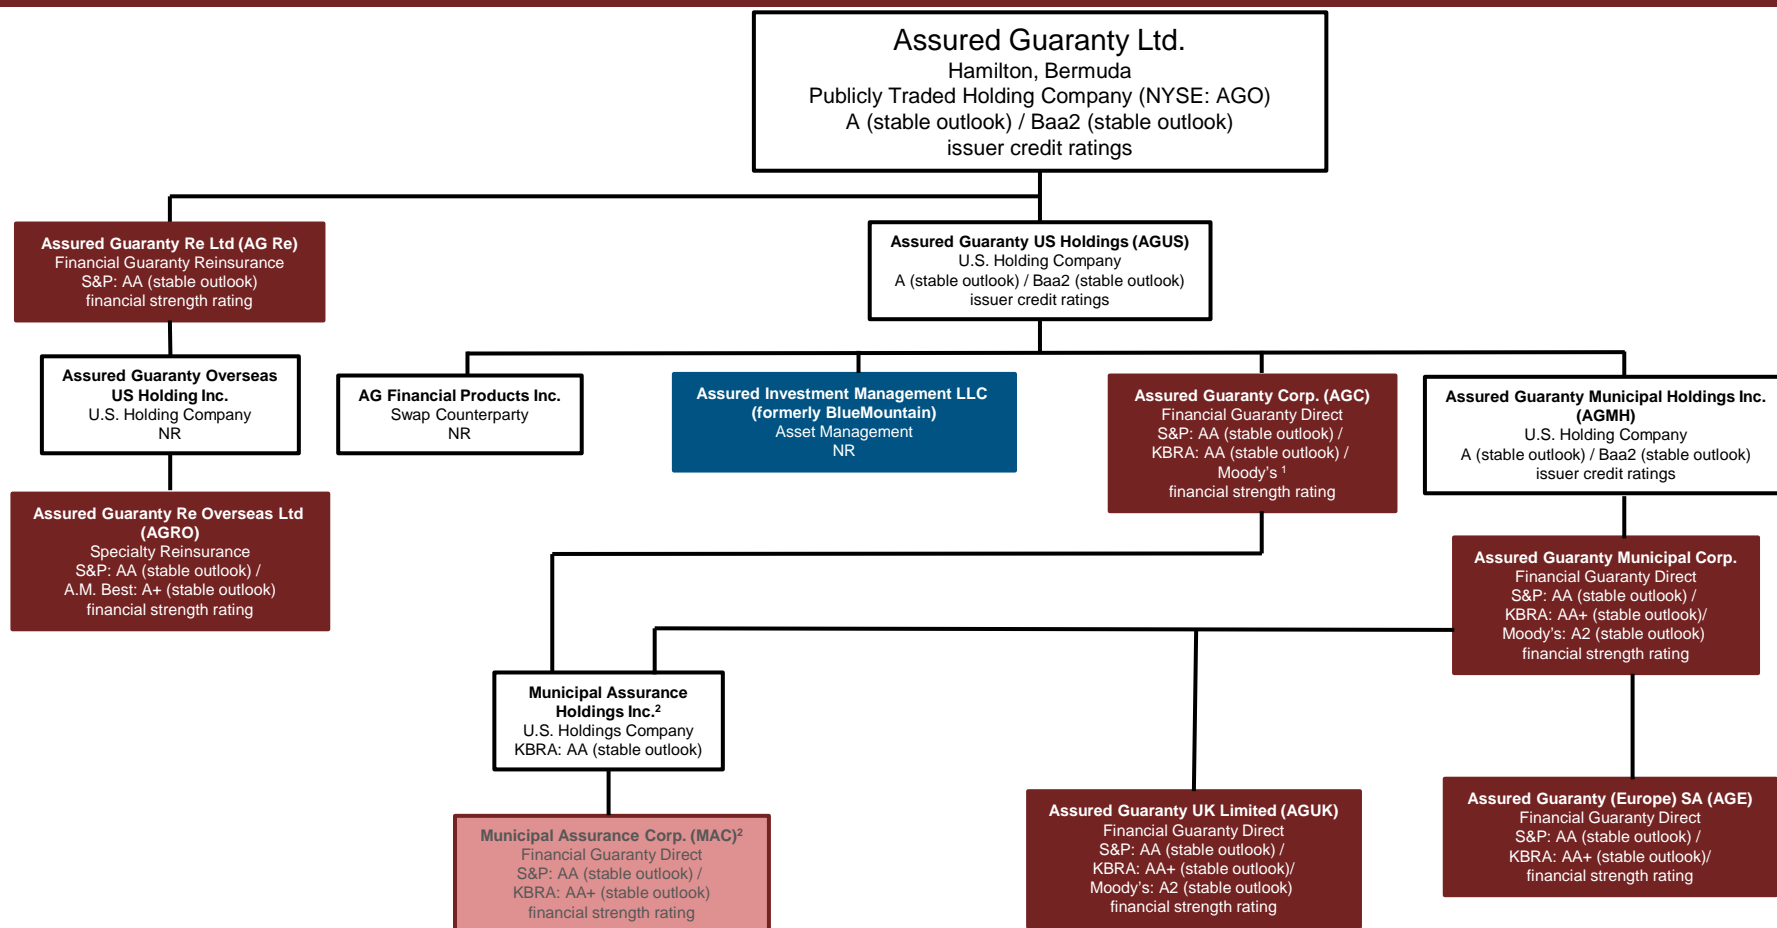 Assured Guaranty Ltd.
Hamilton, Bermuda
Publicly Traded Holding Company (NYSE: AGO)
A (stable outlook) / Baa2 (stable outlook)
issuer credit ratings
Assured Guaranty Re Ltd (AG Re)
Financial Guaranty Reinsurance
S&P: AA (stable outlook)
financial strength rating
Assured Guaranty US Holdings (AGUS)
U.S. Holding Company
A (stable outlook) / Baa2 (stable outlook)
issuer credit ratings
Assured Guaranty Overseas
US Holding Inc.
U.S. Holding Company
NR
AG Financial Products Inc.
Swap Counterparty
NR
Assured Investment Management LLC
(formerly BlueMountain)
Asset Management
NR
Assured Guaranty Corp. (AGC)
Financial Guaranty Direct
S&P: AA (stable outlook) /
KBRA: AA (stable outlook) /
Moody’s ¹
financial strength rating
Assured Guaranty Municipal Holdings Inc.
(AGMH)
U.S. Holding Company
A (stable outlook) / Baa2 (stable outlook)
issuer credit ratings
Assured Guaranty Re Overseas Ltd
(AGRO)
Specialty Reinsurance
S&P: AA (stable outlook) /
A.M. Best: A+ (stable outlook)
financial strength rating
Assured Guaranty Municipal Corp.
Financial Guaranty Direct
S&P: AA (stable outlook) /
KBRA: AA+ (stable outlook)/
Moody’s: A2 (stable outlook)
financial strength rating
Municipal Assurance
Holdings Inc.²
U.S. Holdings Company
KBRA: AA (stable outlook)
Municipal Assurance Corp. (MAC)²
Financial Guaranty Direct
S&P: AA (stable outlook) /
KBRA: AA+ (stable outlook)
financial strength rating
Assured Guaranty UK Limited (AGUK)
Financial Guaranty Direct
S&P: AA (stable outlook) /
KBRA: AA+ (stable outlook)/
Moody’s: A2 (stable outlook)
financial strength rating
Assured Guaranty (Europe) SA (AGE)
Financial Guaranty Direct
S&P: AA (stable outlook) /
KBRA: AA+ (stable outlook)/
financial strength rating